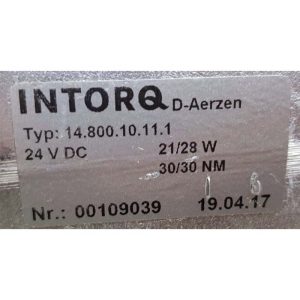 INTORQ D-Aerzen
Typ: 14.800.10.11.1
24 V DC 21/28 W
30/30 NM
Nr.: 00109039 19.04.17